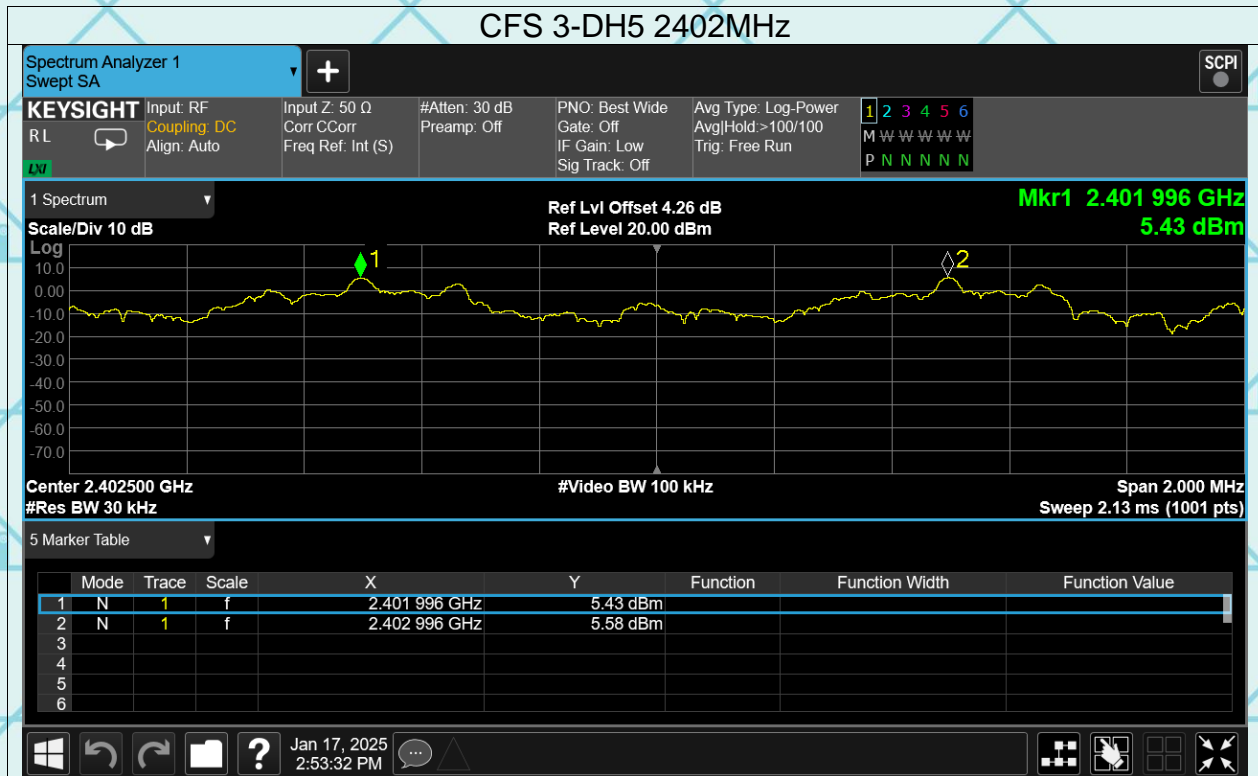 CFS 3-DH5 2402MHz
Spectrum Analyzer 1
Swept SA
▼
+
SCPI
KEYSIGHT
RL
LXI
Input: RF
Coupling: DC
Align: Auto
Input Z: 50 Ω
Corr CCorr
Freq Ref: Int (S)
#Atten: 30 dB
Preamp: Off
PNO: Best Wide
Gate: Off
IF Gain: Low
Sig Track: Off
Avg Type: Log-Power
Avg|Hold:>100/100
Trig: Free Run
1 2 3 4 5 6
M W W W W W
P N N N N N
1 Spectrum ▼
Scale/Div 10 dB
Ref Lvl Offset 4.26 dB
Ref Level 20.00 dBm
Mkr1 2.401 996 GHz
5.43 dBm
Log
10.0
0.00
-10.0
-20.0
-30.0
-40.0
-50.0
-60.0
-70.0
1
2
Center 2.402500 GHz
#Res BW 30 kHz
#Video BW 100 kHz
Span 2.000 MHz
Sweep 2.13 ms (1001 pts)
5 Marker Table ▼
Mode Trace Scale X Y Function Function Width Function Value
1 N 1 f 2.401 996 GHz 5.43 dBm
2 N 1 f 2.402 996 GHz 5.58 dBm
3
4
5
6
?
Jan 17, 2025
2:53:32 PM